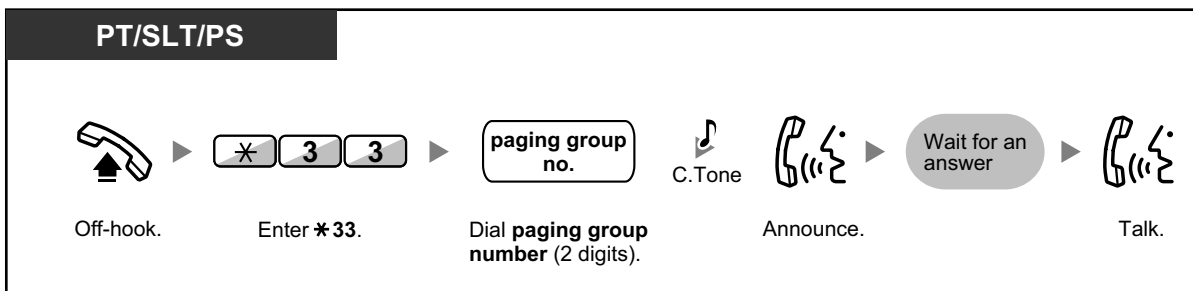 PT/SLT/PS
* 3 3
paging group
no.
C.Tone
Wait for an
answer
Off-hook.
Enter *33.
Dial paging group
number (2 digits).
Announce.
Talk.